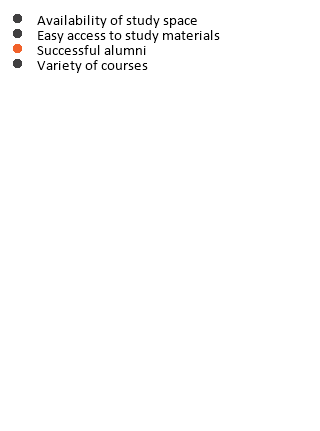 Availability of study space
Easy access to study materials
Successful alumni
Variety of courses